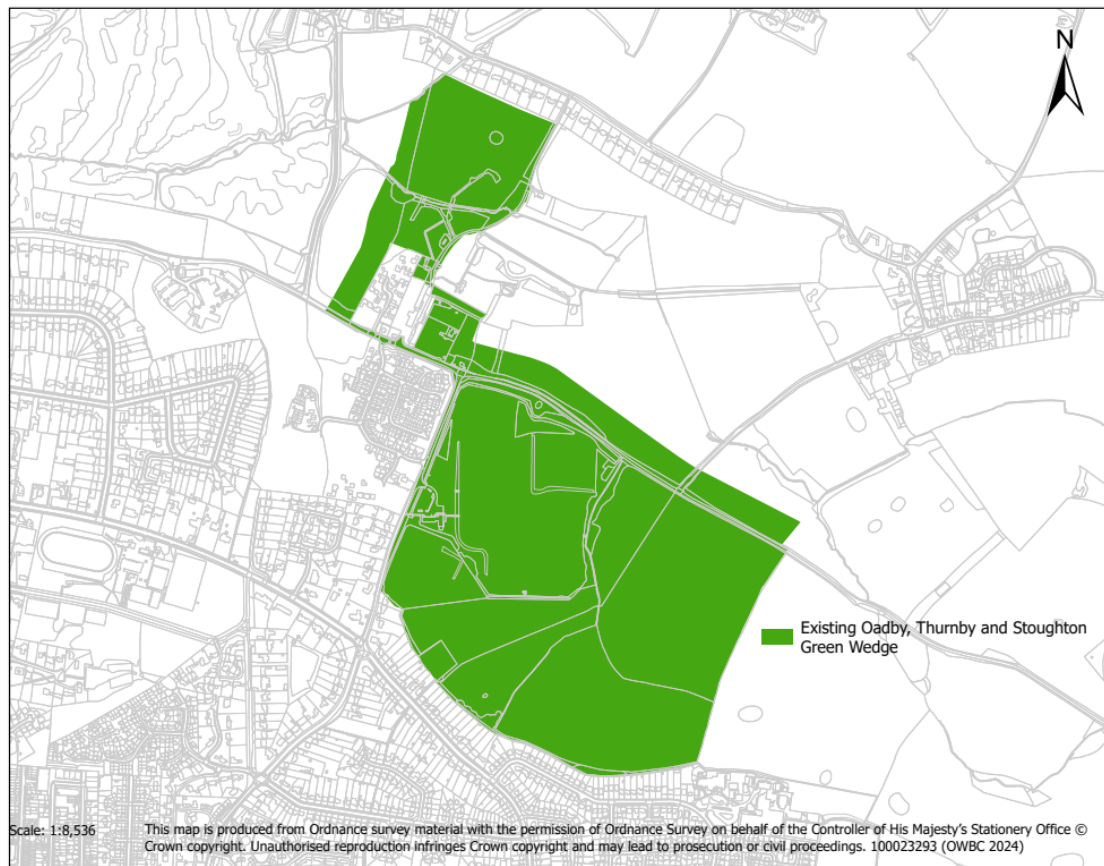 N
Existing Oadby, Thurnby and Stoughton
Green Wedge
Scale: 1:8,536
This map is produced from Ordnance survey material with the permission of Ordnance Survey on behalf of the Controller of His Majesty's Stationery Office ©
Crown copyright. Unauthorised reproduction infringes Crown copyright and may lead to prosecution or civil proceedings. 100023293 (OWBC 2024)